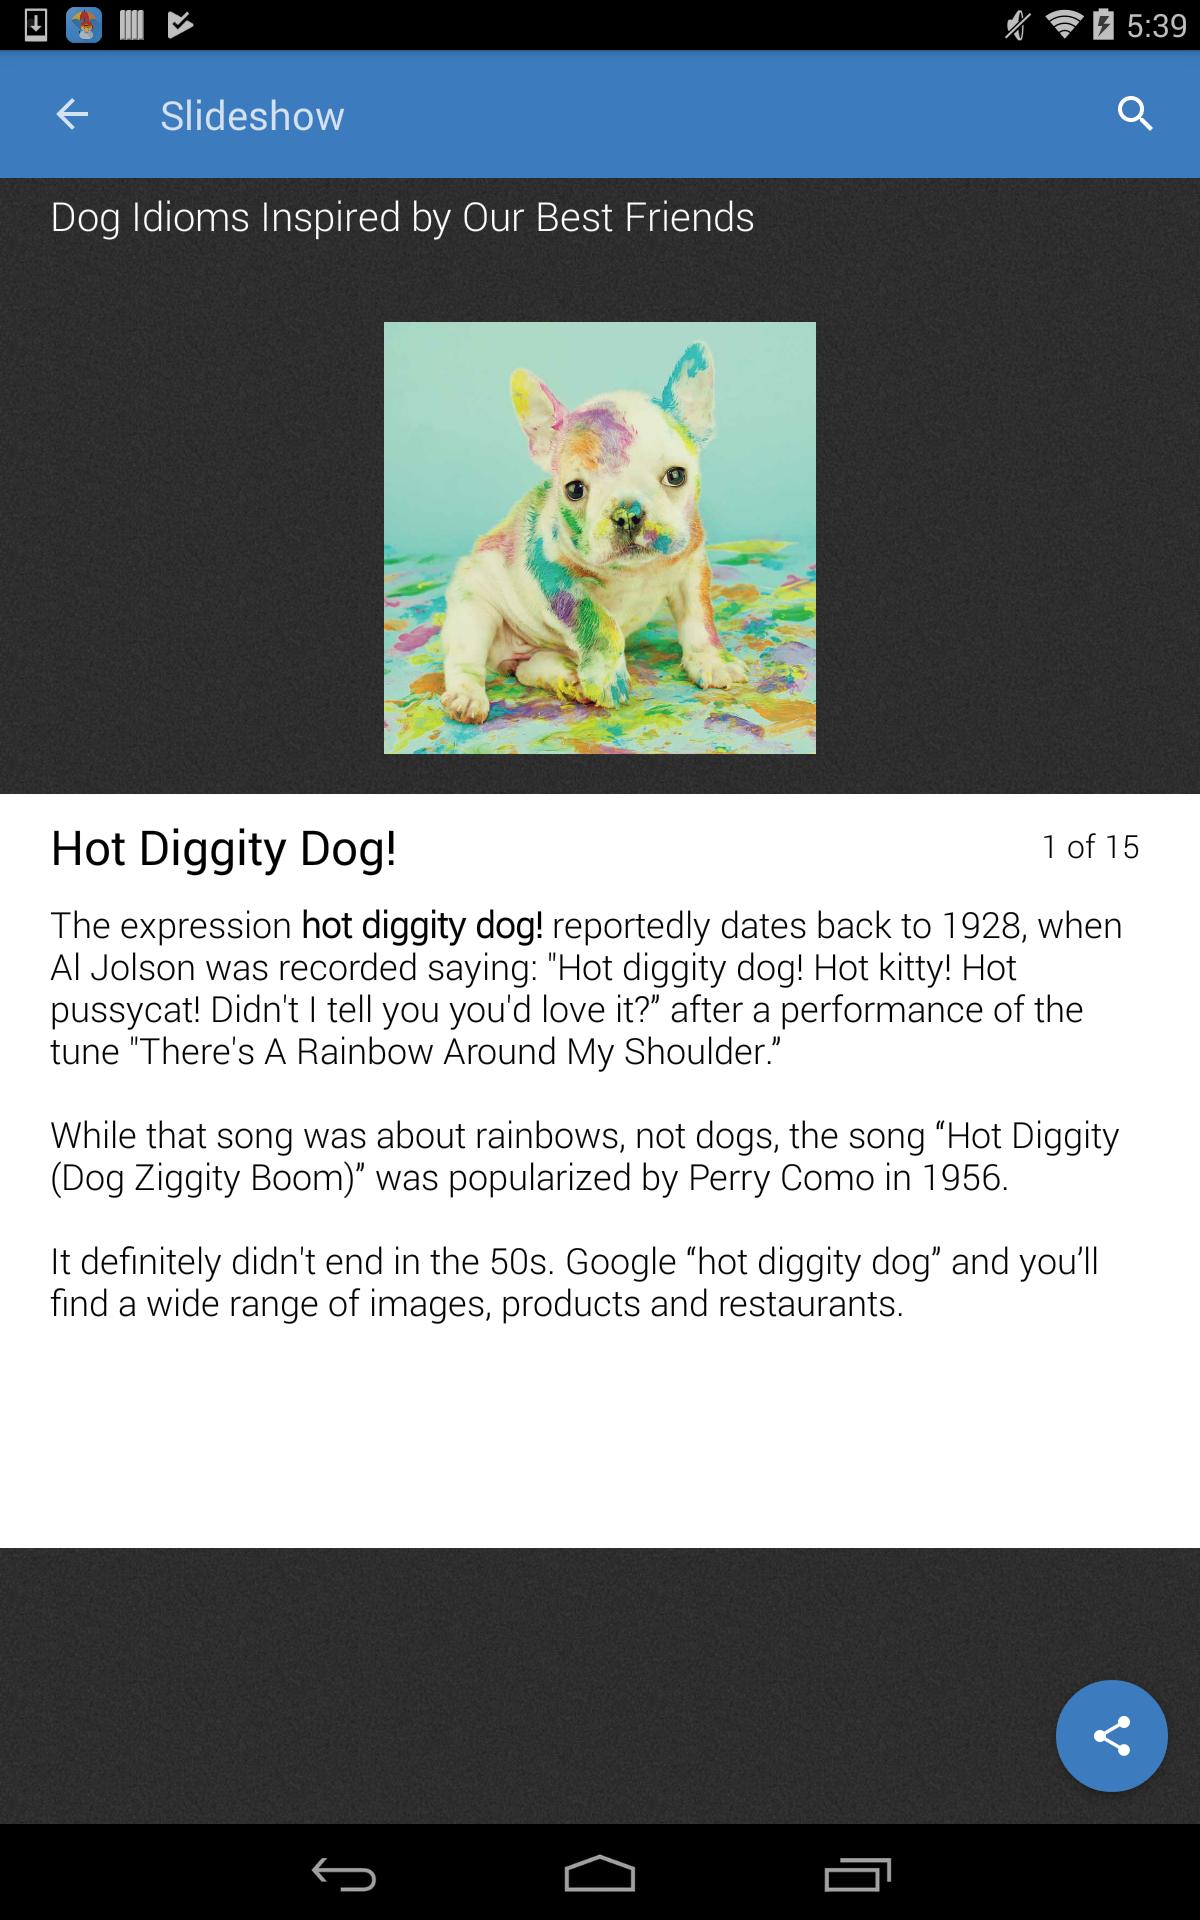 5:39
Slideshow
Dog Idioms Inspired by Our Best Friends
Hot Diggity Dog!
1 of 15
The expression hot diggity dog! reportedly dates back to 1928, when
Al Jolson was recorded saying: "Hot diggity dog! Hot kitty! Hot
pussycat! Didn't I tell you you'd love it?” after a performance of the
tune "There's A Rainbow Around My Shoulder.”
While that song was about rainbows, not dogs, the song “Hot Diggity
(Dog Ziggity Boom)” was popularized by Perry Como in 1956.
It definitely didn't end in the 50s. Google “hot diggity dog” and you’ll
find a wide range of images, products and restaurants.